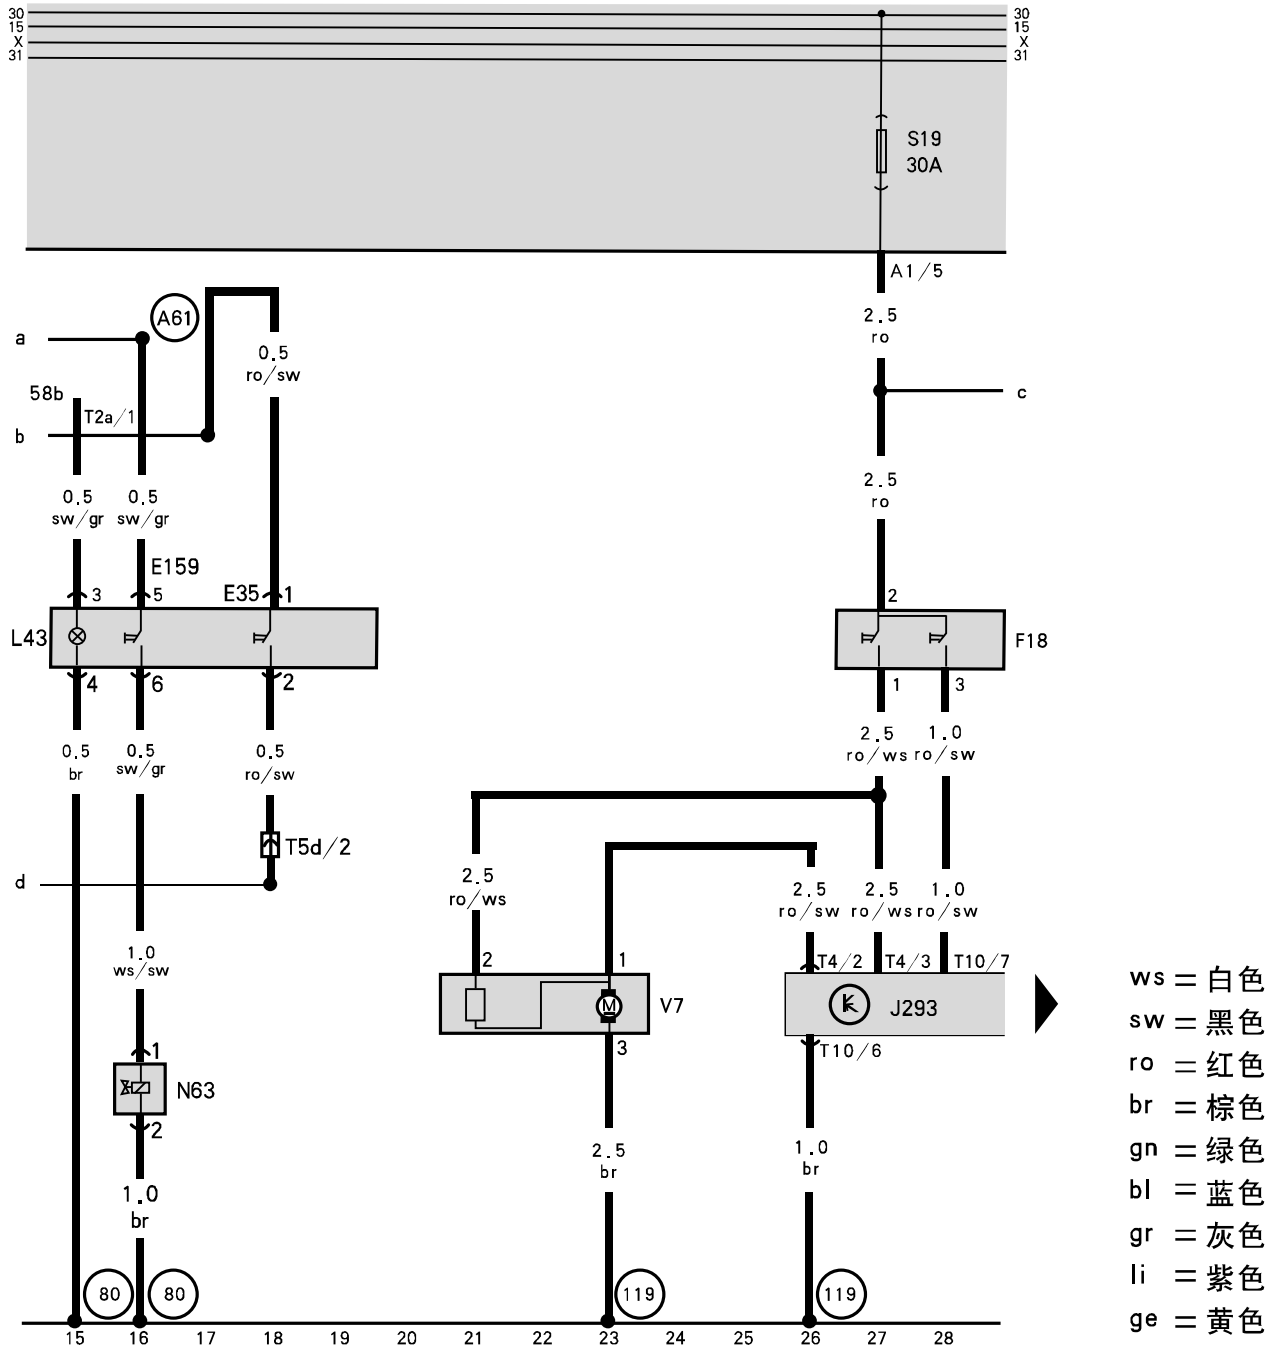 30 30
15 15
X X
31 31
S19
30A
A1/5
A61
a
2.5
ro
0.5
ro/sw
58b
c
T2a/1
b
2.5
ro
0.5 0.5
sw/gr sw/gr
E159
3 5 E35 1 2
L43 F18
4 6 2 1 3
2.5 1.0
ro/ws ro/sw
0.5 0.5 0.5
br sw/gr ro/sw
T5d/2
d
2.5 2.5 2.5 1.0
ro/ws ro/sw ro/ws ro/sw
1.0
ws/sw
2 1 T4/2 T4/3 T10/7
M V7 K J293
3 T10/6
1
N63
2
2.5 1.0
br br
1.0
br
80 80 119 119
15 16 17 18 19 20 21 22 23 24 25 26 27 28
ws = 白色
sw = 黑色
ro = 红色
br = 棕色
gn = 绿色
bl = 蓝色
gr = 灰色
li = 紫色
ge = 黄色